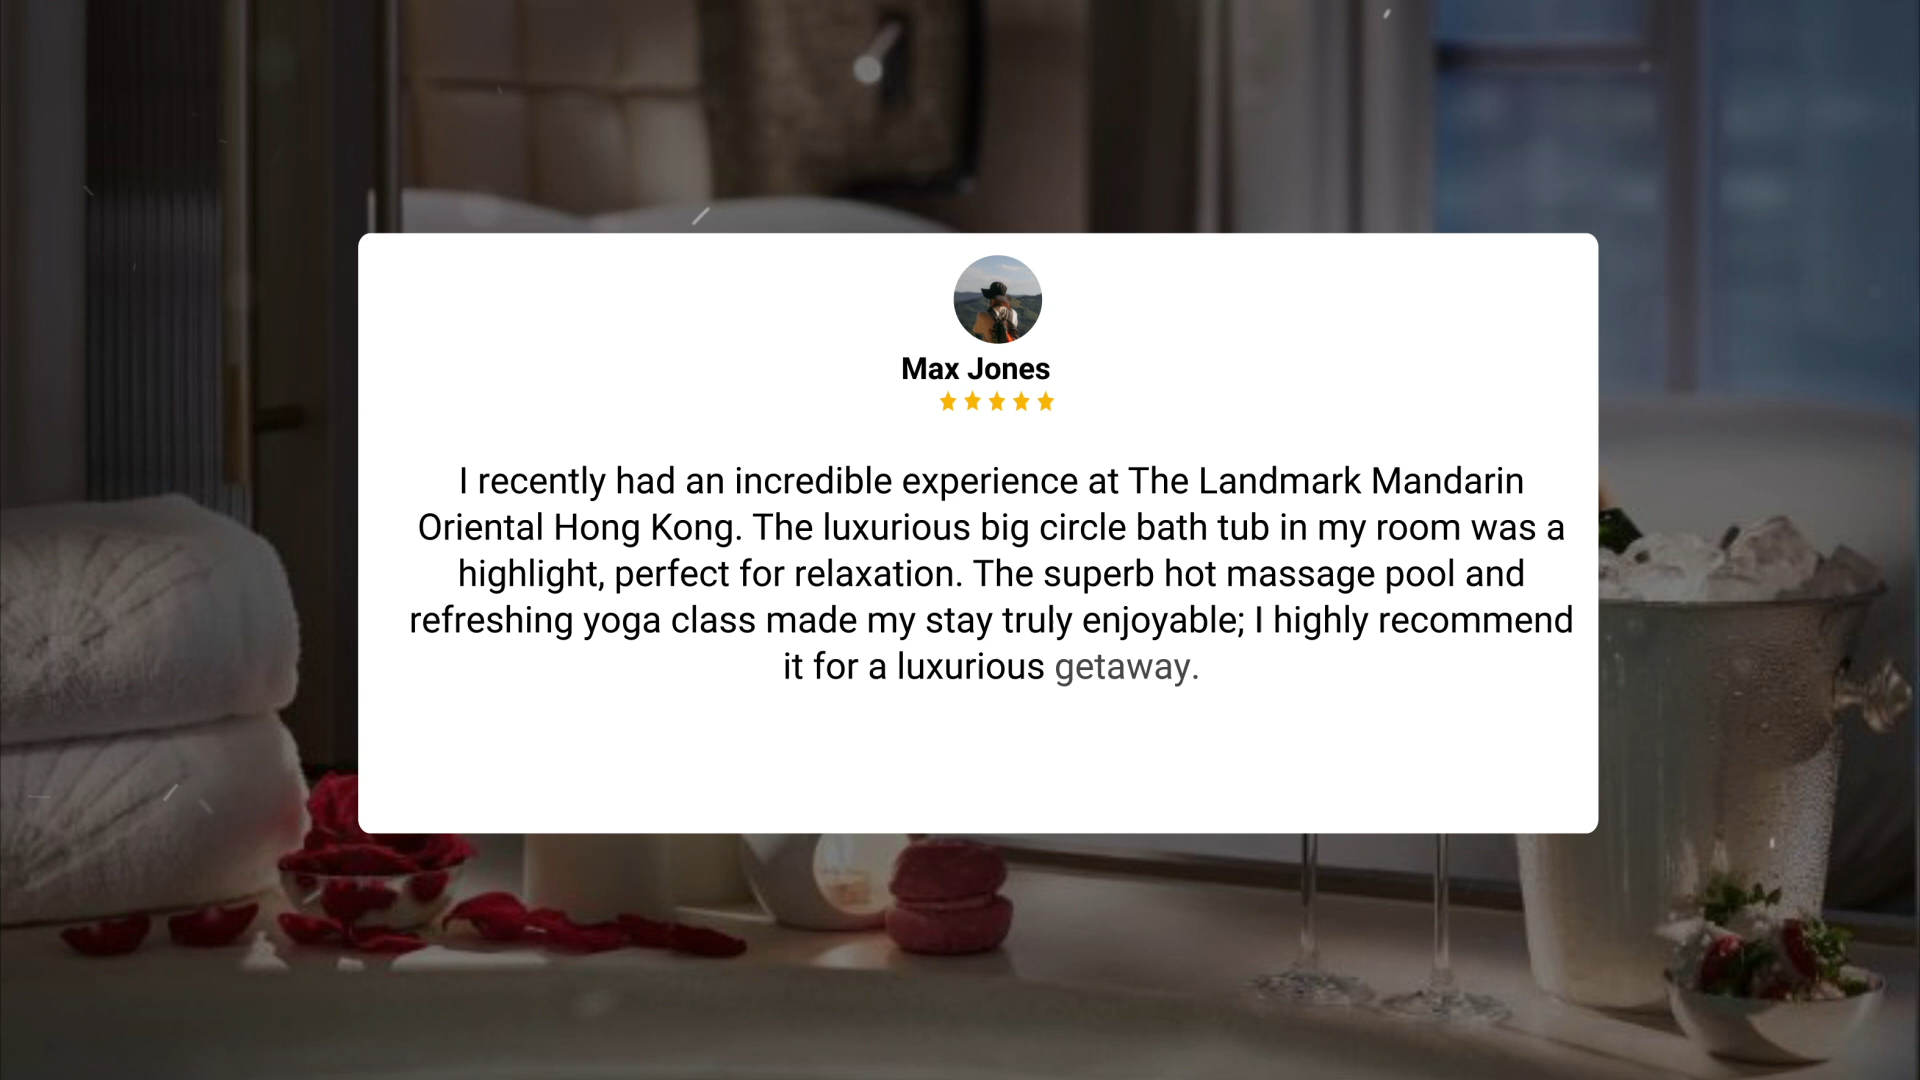 Max Jones
I recently had an incredible experience at The Landmark Mandarin
Oriental Hong Kong. The luxurious big circle bath tub in my room was a
highlight, perfect for relaxation. The superb hot massage pool and
refreshing yoga class made my stay truly enjoyable; I highly recommend
it for a luxurious getaway.